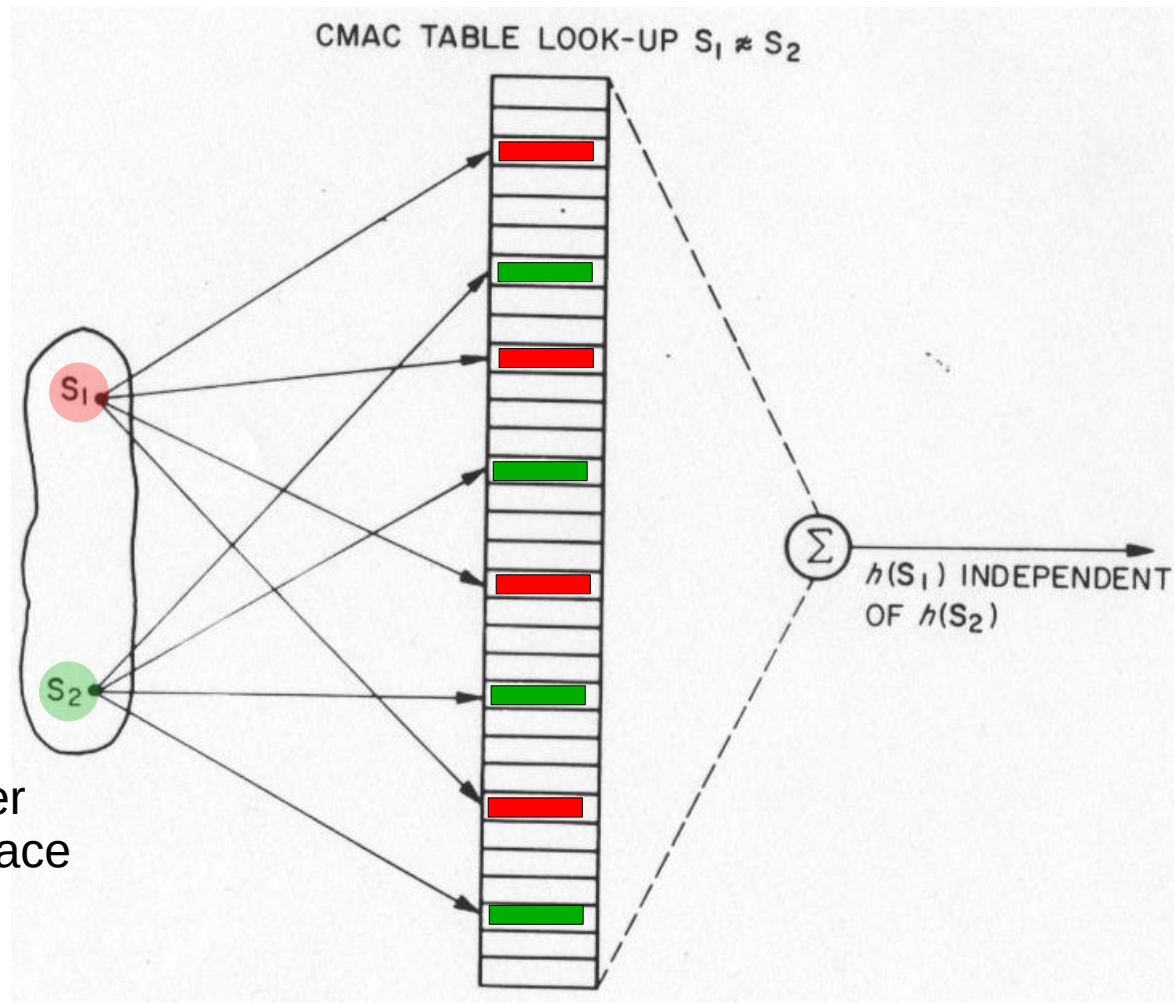 CMAC TABLE LOOK-UP S₁ ≉ S₂
S₁
Σ
h(S₁) INDEPENDENT
OF h(S₂)
S₂
er
ace